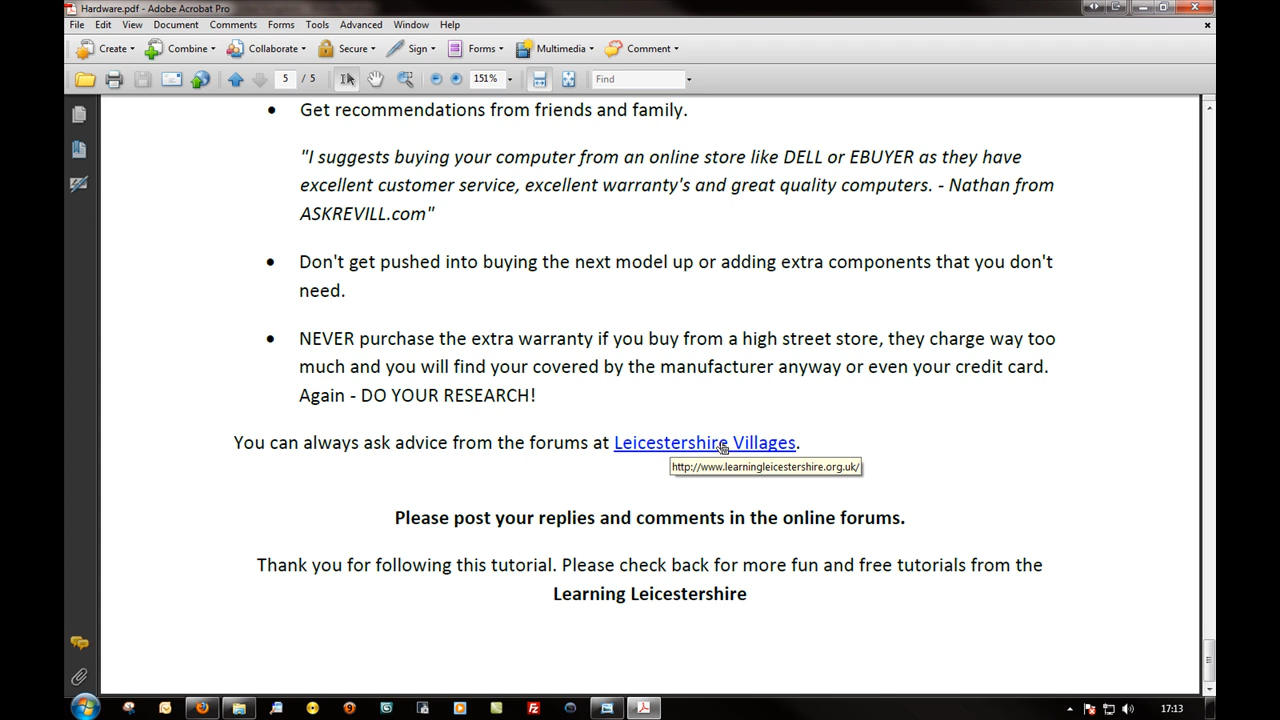 Hardware.pdf - Adobe Acrobat Pro
File Edit View Document Comments Forms Tools Advanced Window Help
Create Combine Collaborate Secure Sign Forms Multimedia Comment
5 / 5 151% Find
• Get recommendations from friends and family.
"I suggests buying your computer from an online store like DELL or EBUYER as they have
excellent customer service, excellent warranty's and great quality computers. - Nathan from
ASKREVILL.com"
• Don't get pushed into buying the next model up or adding extra components that you don't
need.
• NEVER purchase the extra warranty if you buy from a high street store, they charge way too
much and you will find your covered by the manufacturer anyway or even your credit card.
Again - DO YOUR RESEARCH!
You can always ask advice from the forums at Leicestershire Villages.
http://www.learningleicestershire.org.uk/
Please post your replies and comments in the online forums.
Thank you for following this tutorial. Please check back for more fun and free tutorials from the
Learning Leicestershire
17:13